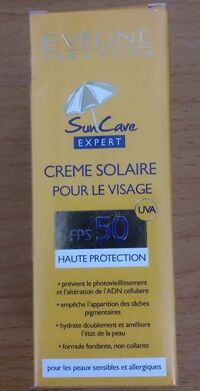 EVELINE
COSMETICS
Sun Care
EXPERT
CREME SOLAIRE
POUR LE VISAGE
UVA
FPS 50
HAUTE PROTECTION
• prévient le photovieillissement
et l'altération de l'ADN cellulaire
• empêche l'apparition des tâches
pigmentaires
• hydrate doublement et améliore
l'état de la peau
• formule fondante, non collante
pour les peaux sensibles et allergiques